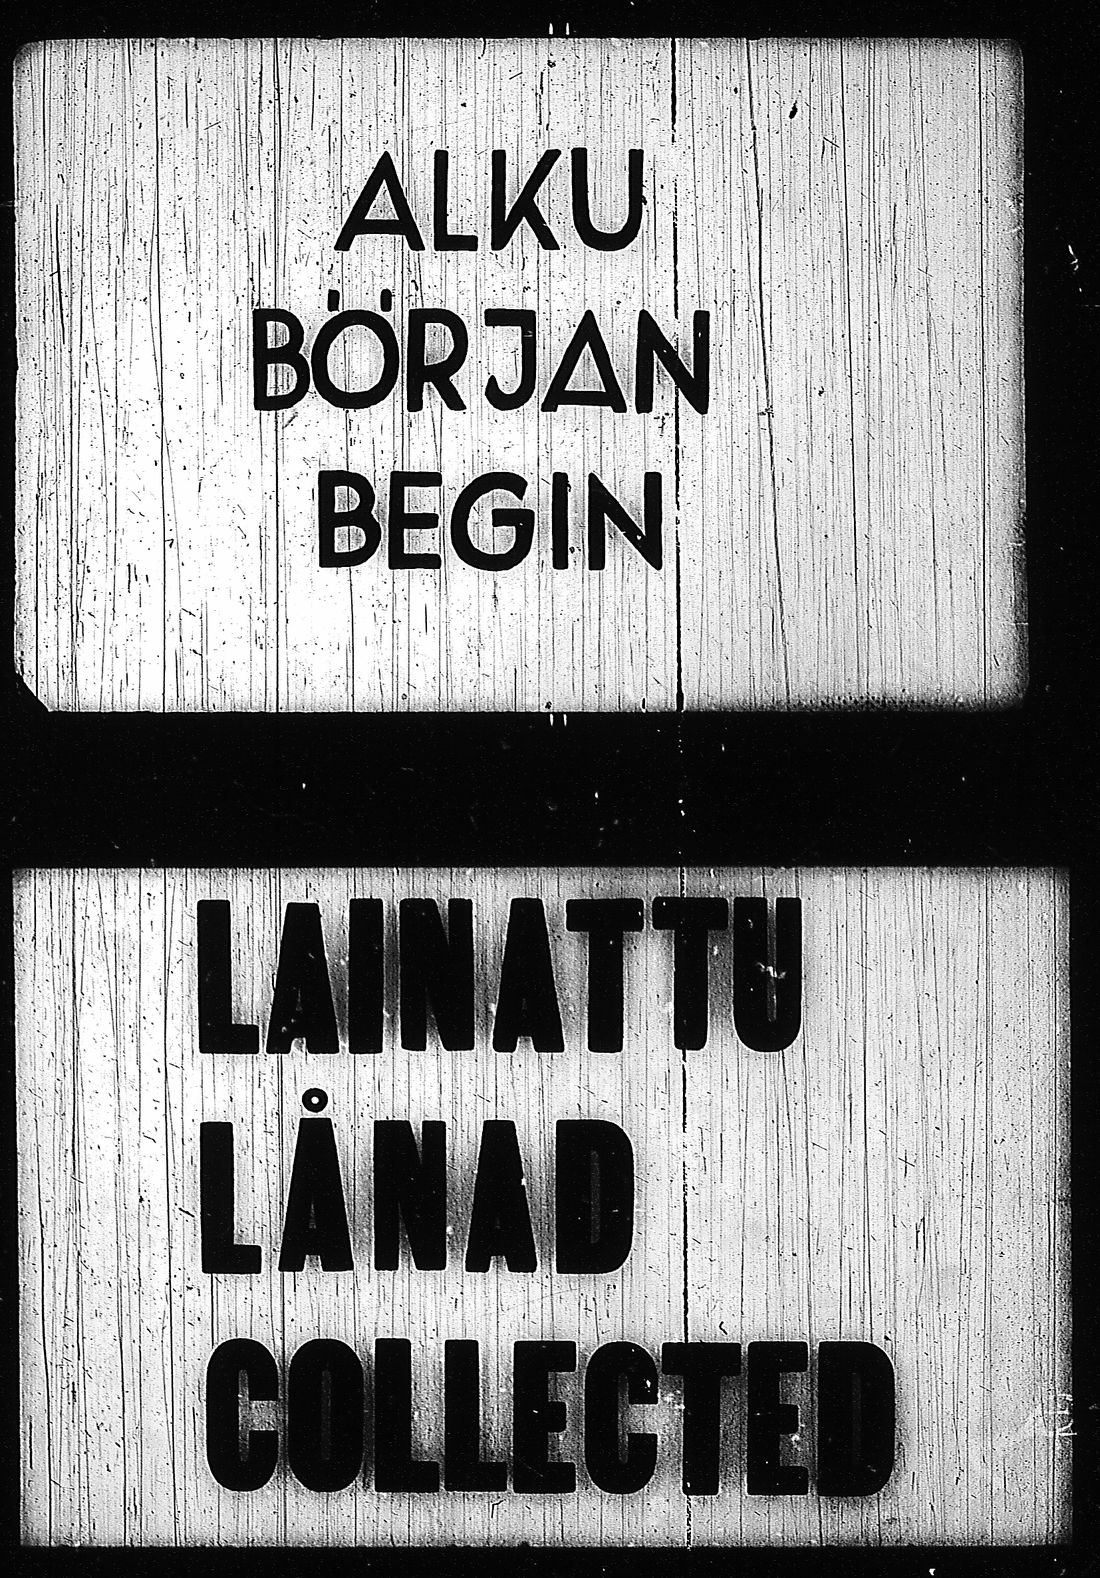 ALKU
BÖRJAN
BEGIN
LAINATTU
LÅNAD
COLLECTED